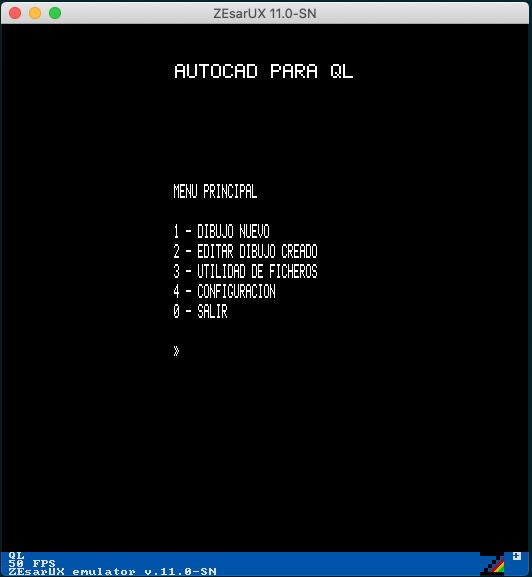 ZEsarUX 11.0-SN
AUTOCAD PARA QL
MENU PRINCIPAL
1 - DIBUJO NUEVO
2 - EDITAR DIBUJO CREADO
3 - UTILIDAD DE FICHEROS
4 - CONFIGURACION
0 - SALIR
»
QL
50 FPS
ZEsarUX emulator v.11.0-SN